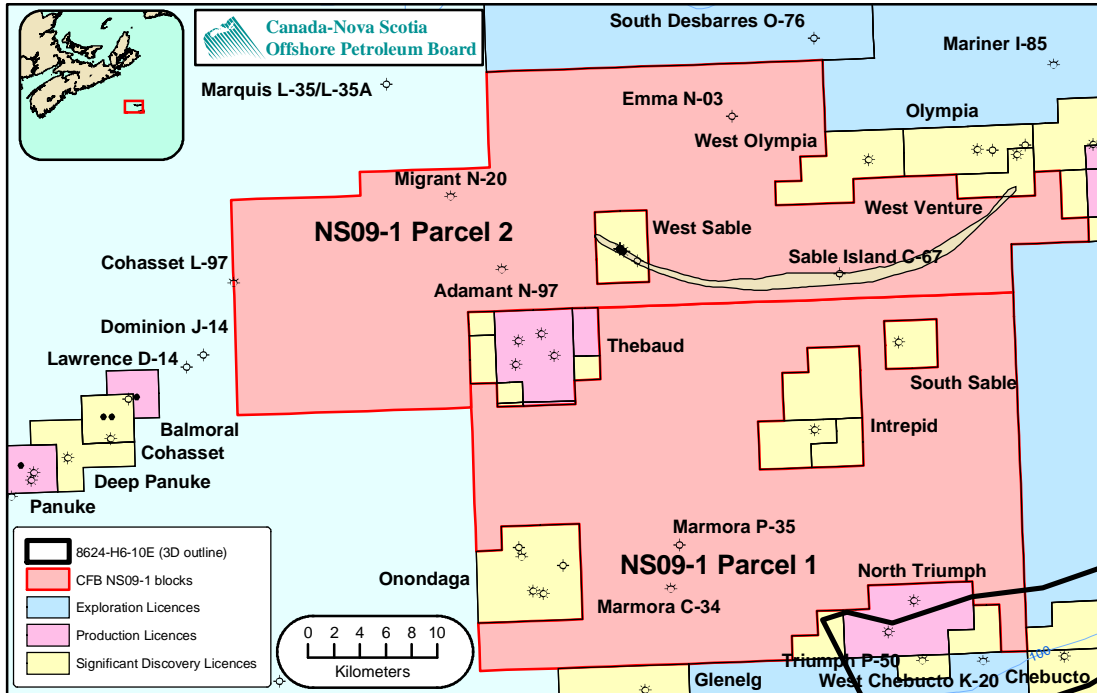 Canada-Nova Scotia
Offshore Petroleum Board
South Desbarres O-76
Mariner I-85
Marquis L-35/L-35A
Emma N-03
Olympia
West Olympia
Migrant N-20
West Venture
NS09-1 Parcel 2
West Sable
Sable Island C-67
Cohasset L-97
Adamant N-97
Dominion J-14
Thebaud
Lawrence D-14
South Sable
Balmoral
Intrepid
Cohasset
Deep Panuke
Panuke
Marmora P-35
8624-H6-10E (3D outline)
CFB NS09-1 blocks
Exploration Licences
Production Licences
Significant Discovery Licences
Onondaga
NS09-1 Parcel 1
North Triumph
Marmora C-34
0 2 4 6 8 10
Kilometers
Triumph P-50
100
West Chebucto K-20
Chebucto
Glenelg